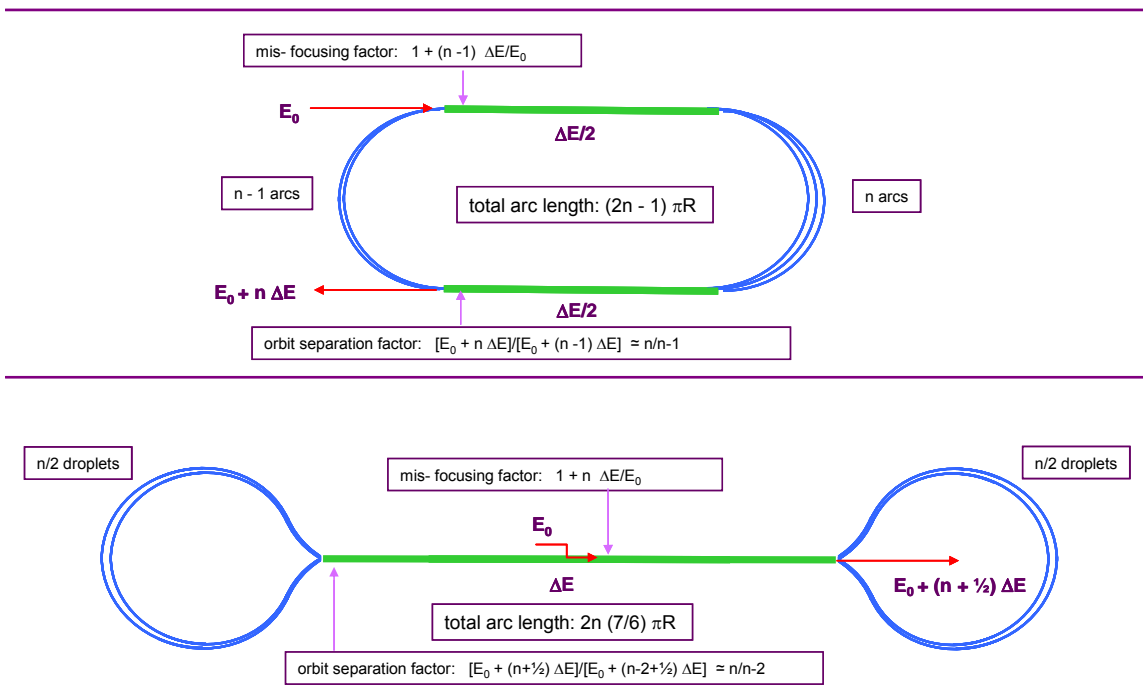 mis- focusing factor: 1 + (n -1) ΔE/E₀
E₀
ΔE/2
n - 1 arcs
total arc length: (2n - 1) πR
n arcs
E₀ + n ΔE
ΔE/2
orbit separation factor: [E₀ + n ΔE]/[E₀ + (n -1) ΔE] ≃ n/n-1
n/2 droplets
n/2 droplets
mis- focusing factor: 1 + n ΔE/E₀
E₀
ΔE
E₀ + (n + ½) ΔE
total arc length: 2n (7/6) πR
orbit separation factor: [E₀ + (n+½) ΔE]/[E₀ + (n-2+½) ΔE] ≃ n/n-2